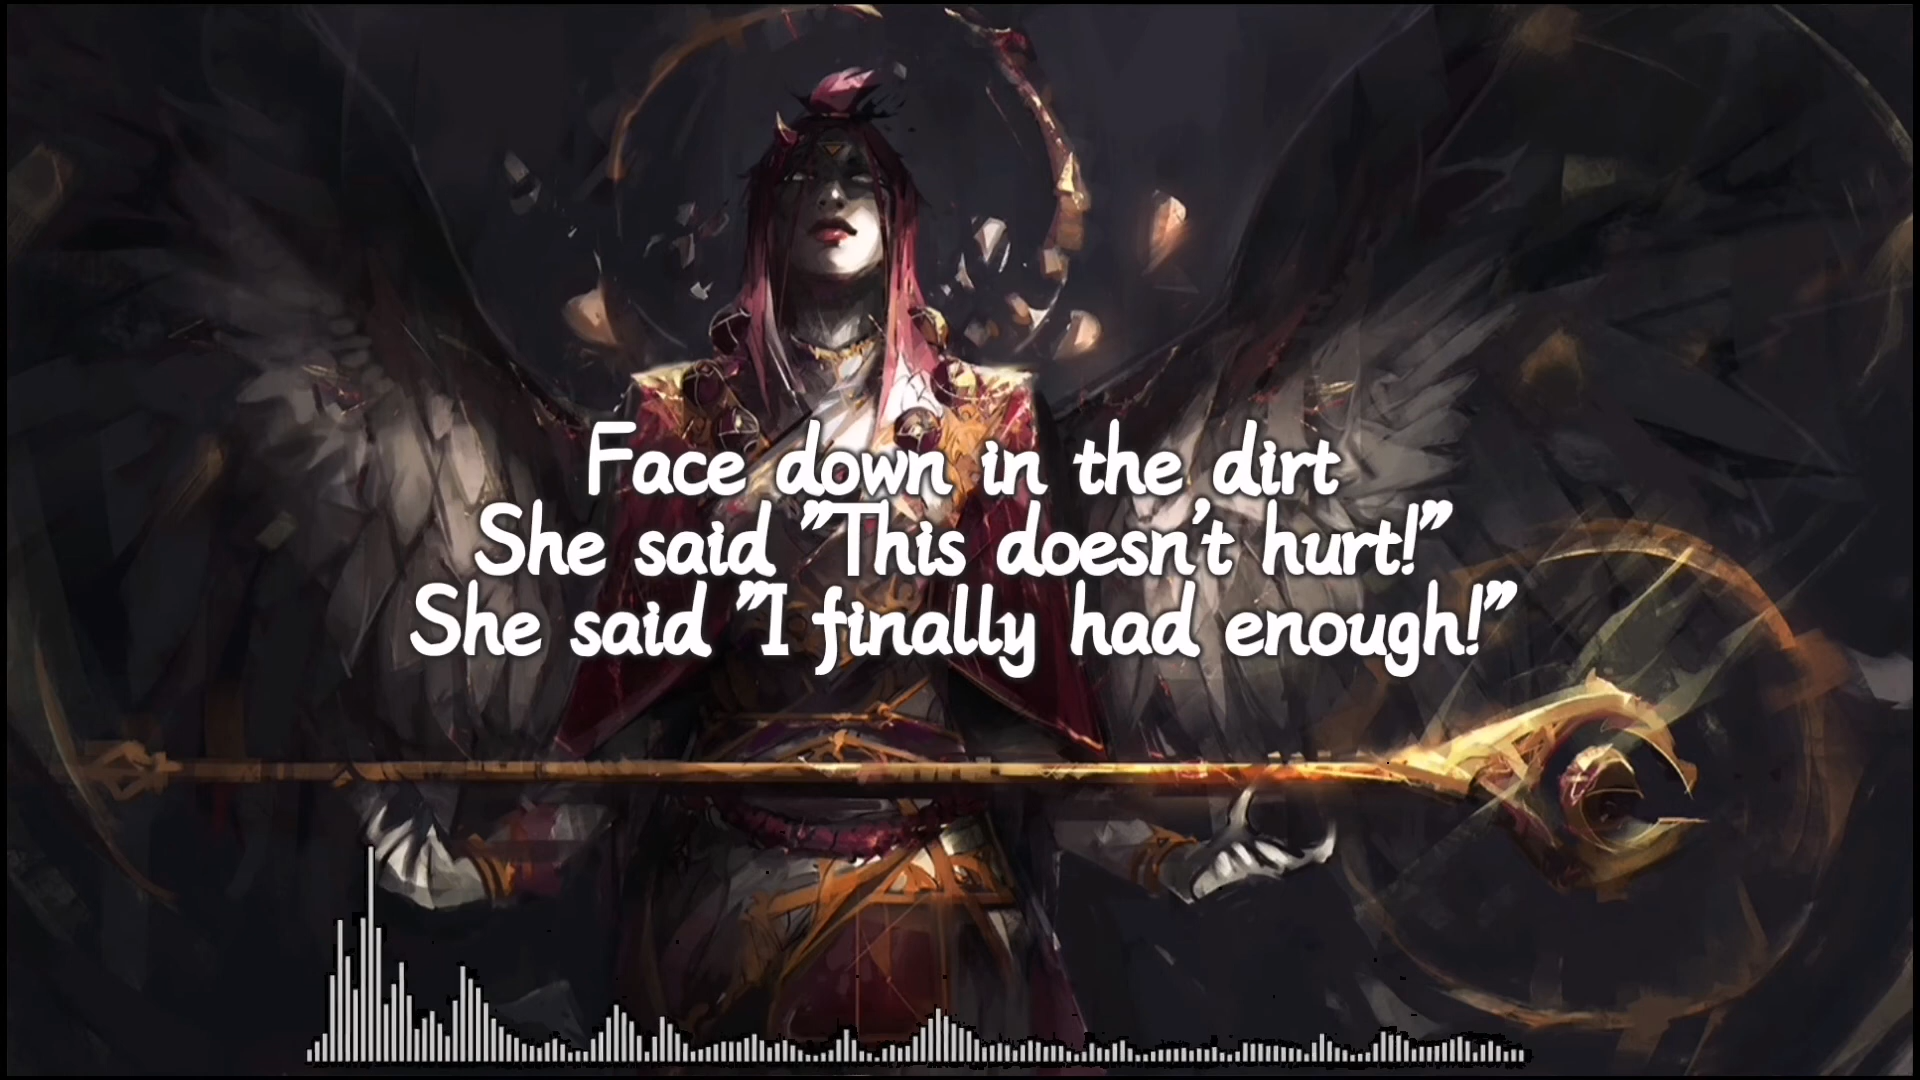 Face down in the dirt
She said "This doesn't hurt!"
She said "I finally had enough!"